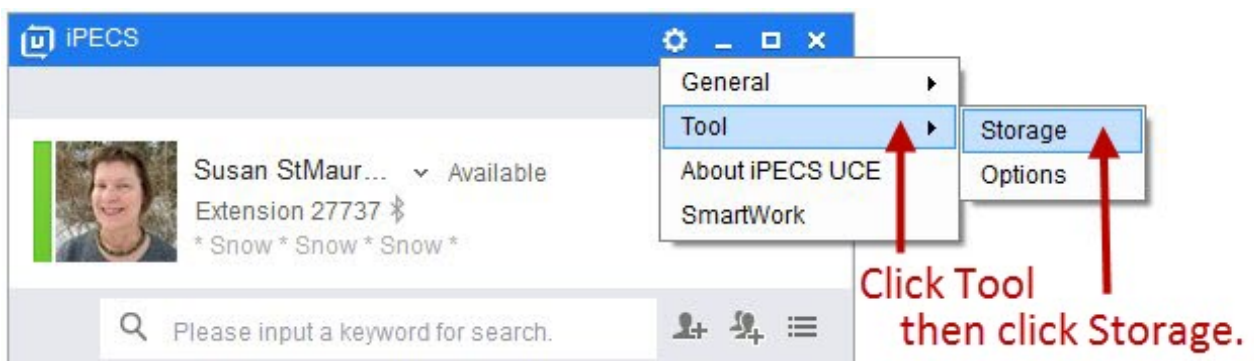 iPECS
General
Tool
Storage
About iPECS UCE
Options
SmartWork
Susan StMaur... Available
Extension 27737
* Snow * Snow * Snow *
Click Tool
then click Storage.
Please input a keyword for search.